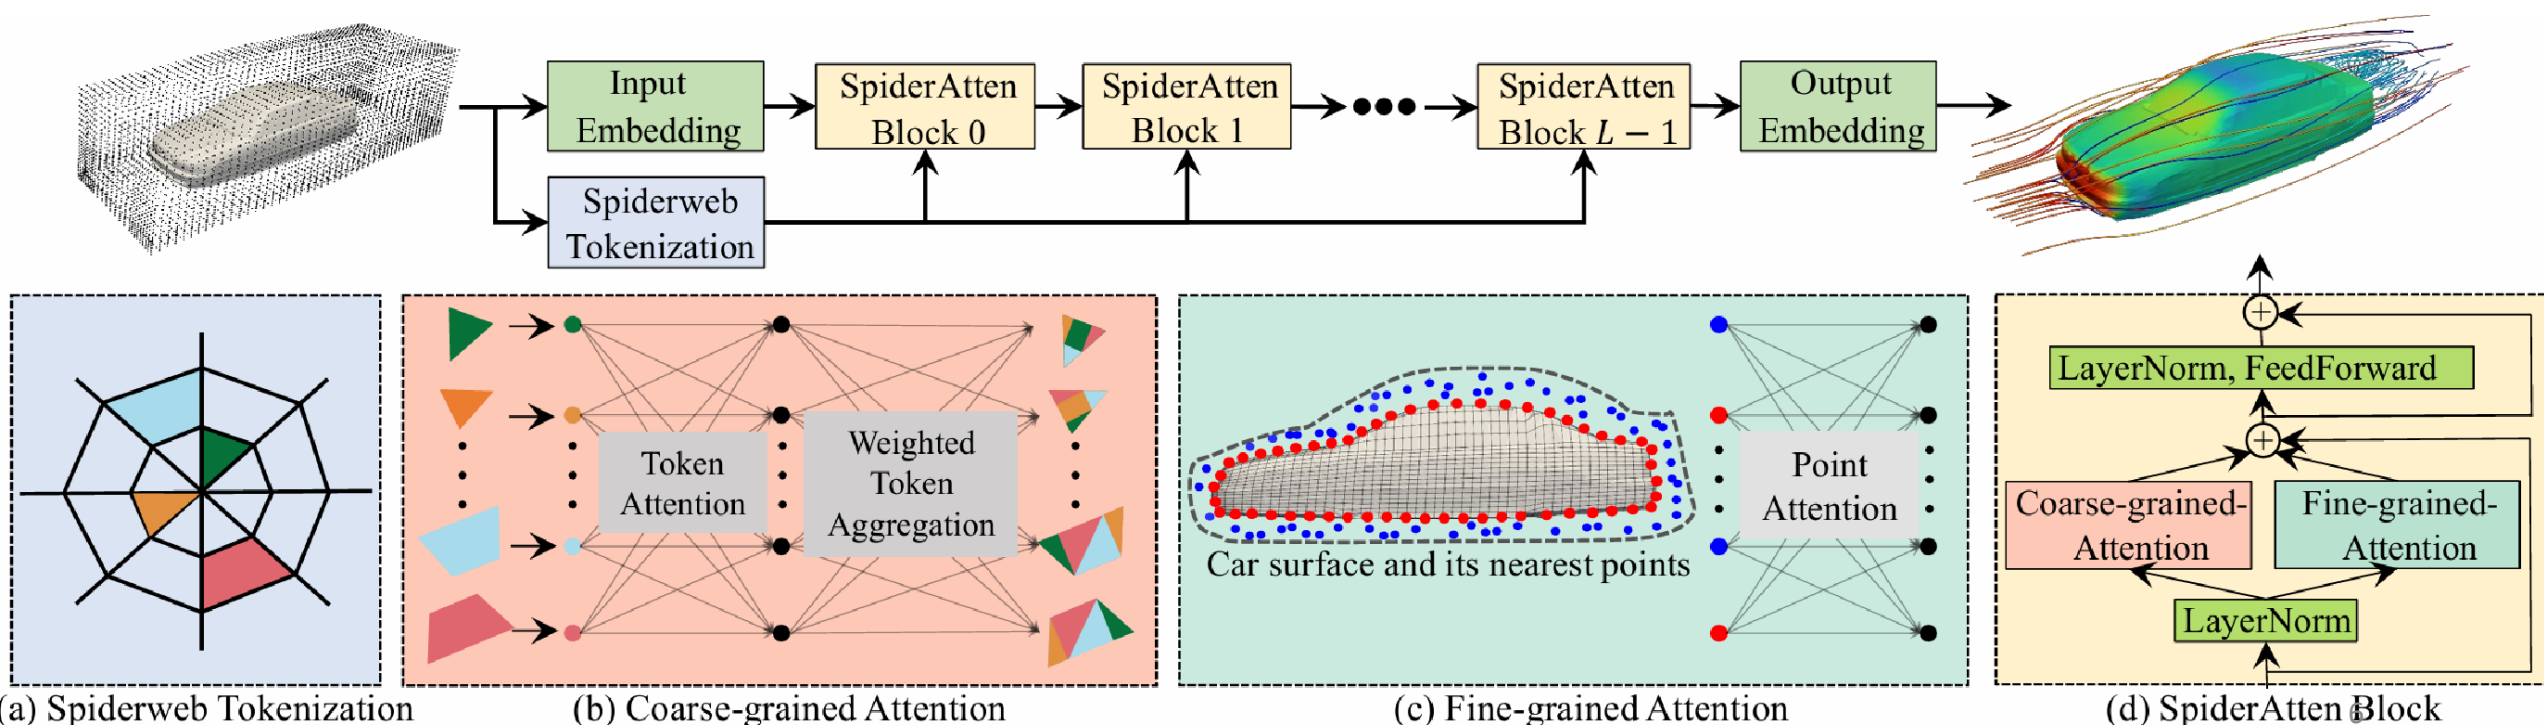 Input
Embedding
SpiderAtten
Block 0
SpiderAtten
Block 1
SpiderAtten
Block L − 1
Output
Embedding
Spiderweb
Tokenization
Token
Attention
Weighted
Token
Aggregation
Car surface and its nearest points
Point
Attention
LayerNorm, FeedForward
Coarse-grained-
Attention
Fine-grained-
Attention
LayerNorm
(a) Spiderweb Tokenization
(b) Coarse-grained Attention
(c) Fine-grained Attention
(d) SpiderAtten Block
6